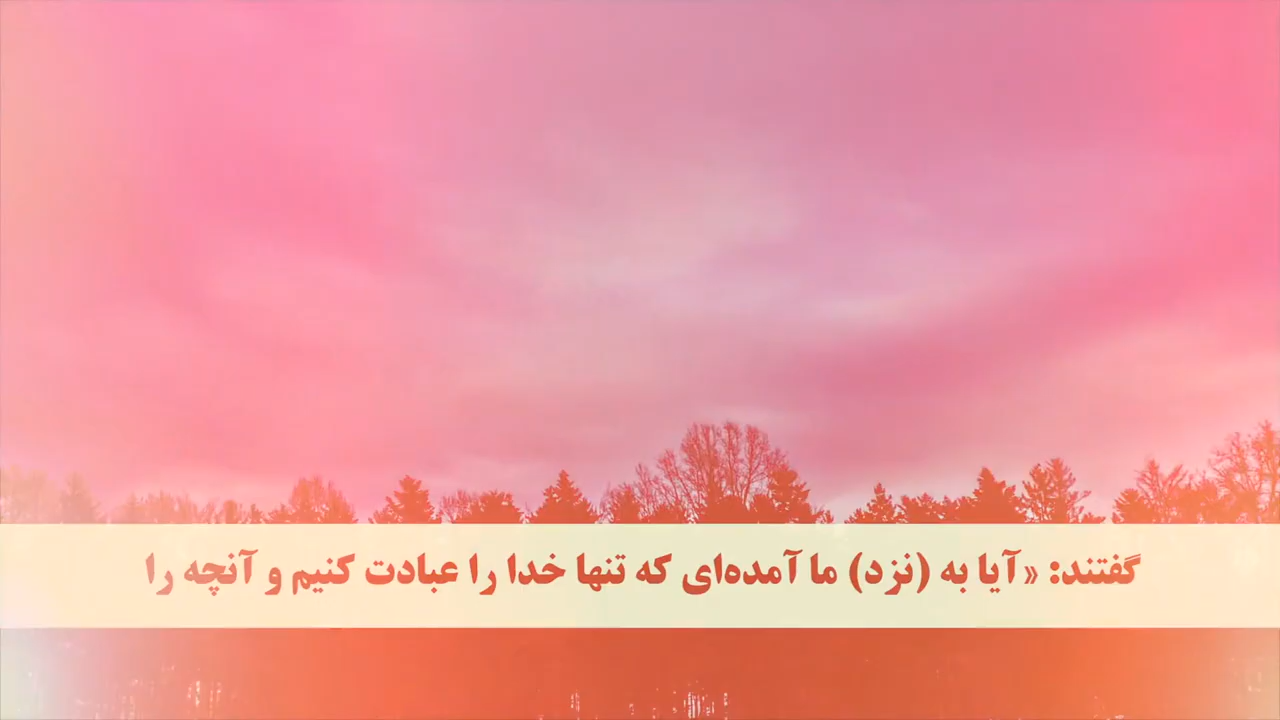 گفتند: «آیا به (نزد) ما آمده‌ای که تنها خدا را عبادت کنیم و آنچه را